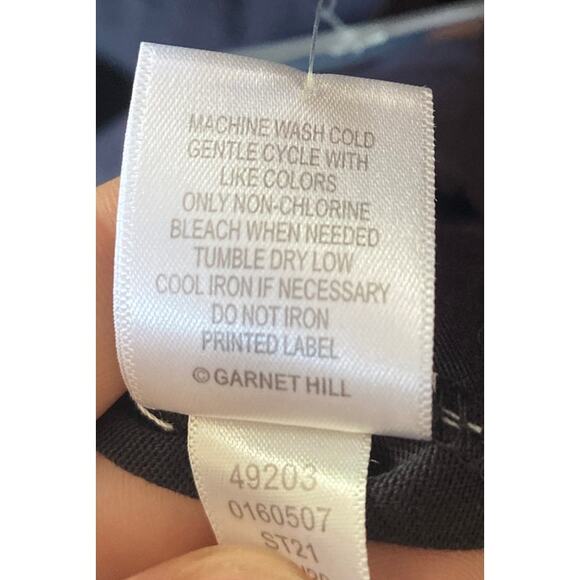 MACHINE WASH COLD
GENTLE CYCLE WITH
LIKE COLORS
ONLY NON-CHLORINE
BLEACH WHEN NEEDED
TUMBLE DRY LOW
COOL IRON IF NECESSARY
DO NOT IRON
PRINTED LABEL
© GARNET HILL
49203
0160507
ST21